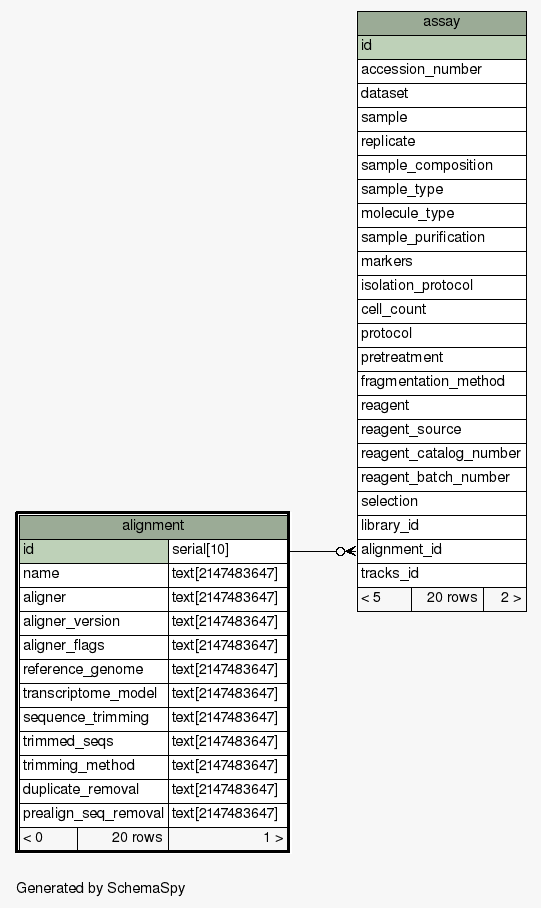 assay
id
accession_number
dataset
sample
replicate
sample_composition
sample_type
molecule_type
sample_purification
markers
isolation_protocol
cell_count
protocol
pretreatment
fragmentation_method
reagent
reagent_source
reagent_catalog_number
reagent_batch_number
selection
library_id
alignment_id
tracks_id
< 5 20 rows 2 >
alignment
id serial[10]
name text[2147483647]
aligner text[2147483647]
aligner_version text[2147483647]
aligner_flags text[2147483647]
reference_genome text[2147483647]
transcriptome_model text[2147483647]
sequence_trimming text[2147483647]
trimmed_seqs text[2147483647]
trimming_method text[2147483647]
duplicate_removal text[2147483647]
prealign_seq_removal text[2147483647]
< 0 20 rows 1 >
Generated by SchemaSpy